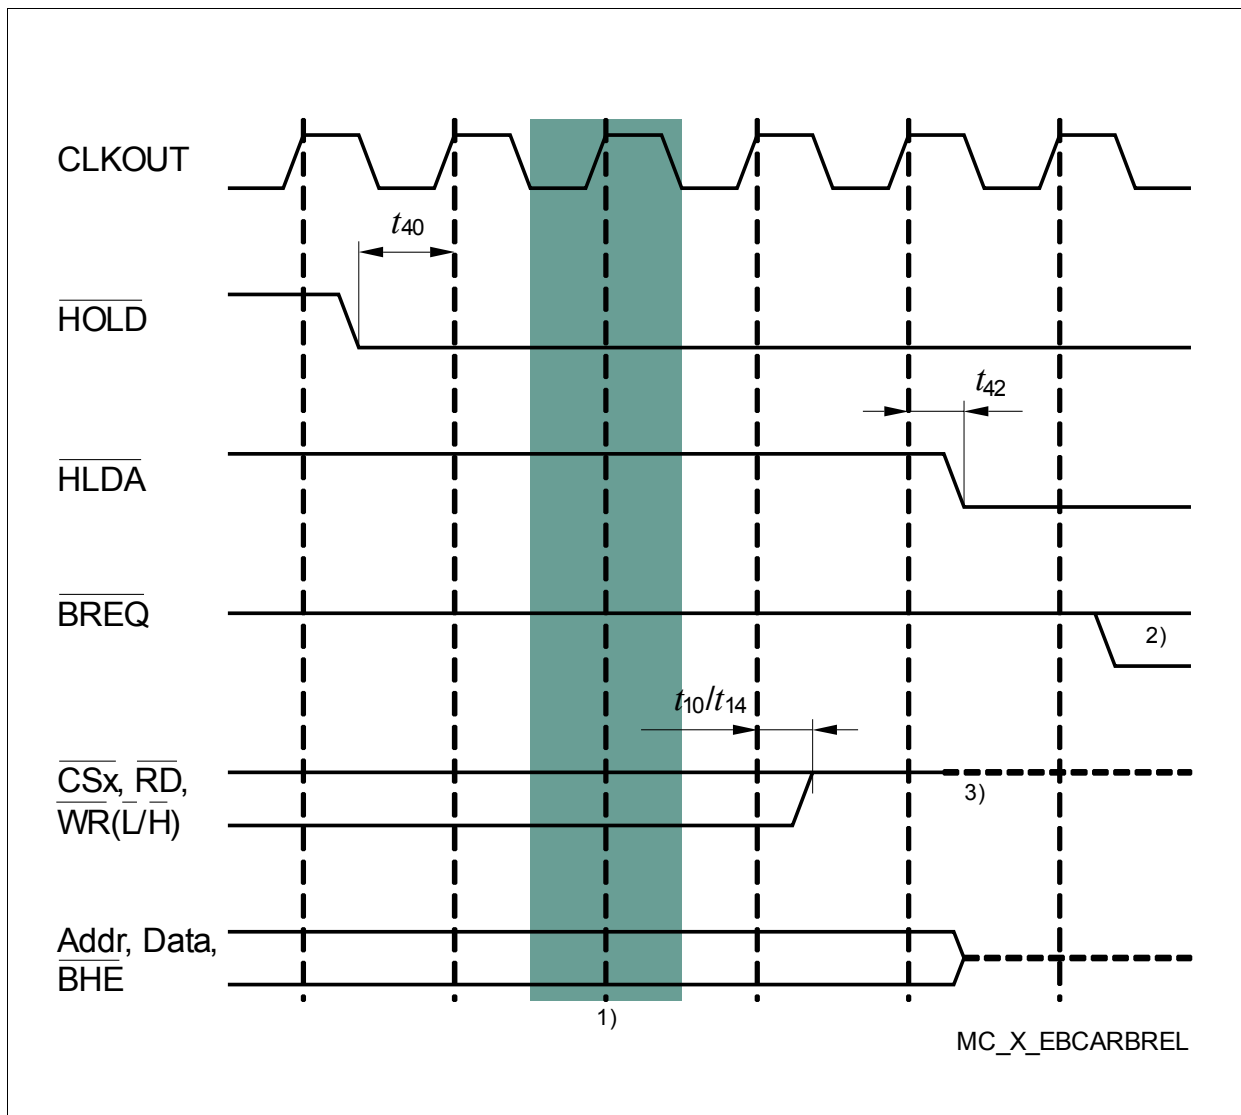 CLKOUT
t40
HOLD
t42
HLDA
BREQ
2)
t10/t14
CSx, RD,
WR(L/H)
3)
Addr, Data,
BHE
1)
MC_X_EBCARBREL